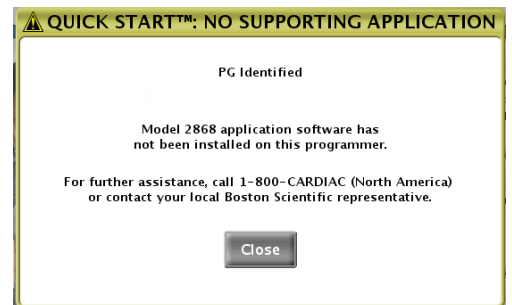 QUICK START™: NO SUPPORTING APPLICATION
PG Identified
Model 2868 application software has
not been installed on this programmer.
For further assistance, call 1-800-CARDIAC (North America)
or contact your local Boston Scientific representative.
Close